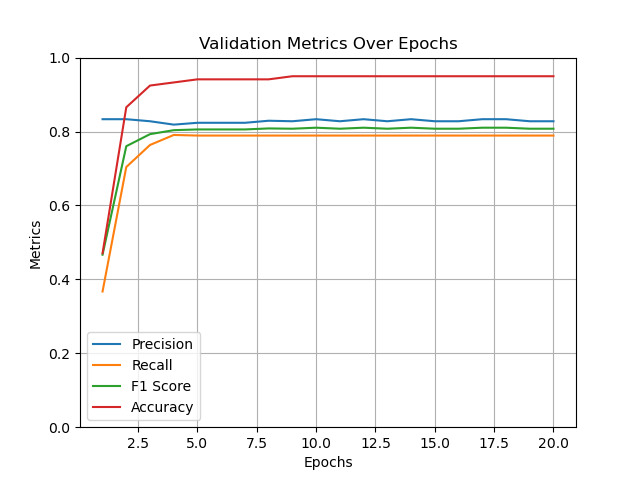 Validation Metrics Over Epochs
1.0
0.8
0.6
0.4
0.2
0.0
Metrics
Precision
Recall
F1 Score
Accuracy
2.5 5.0 7.5 10.0 12.5 15.0 17.5 20.0
Epochs